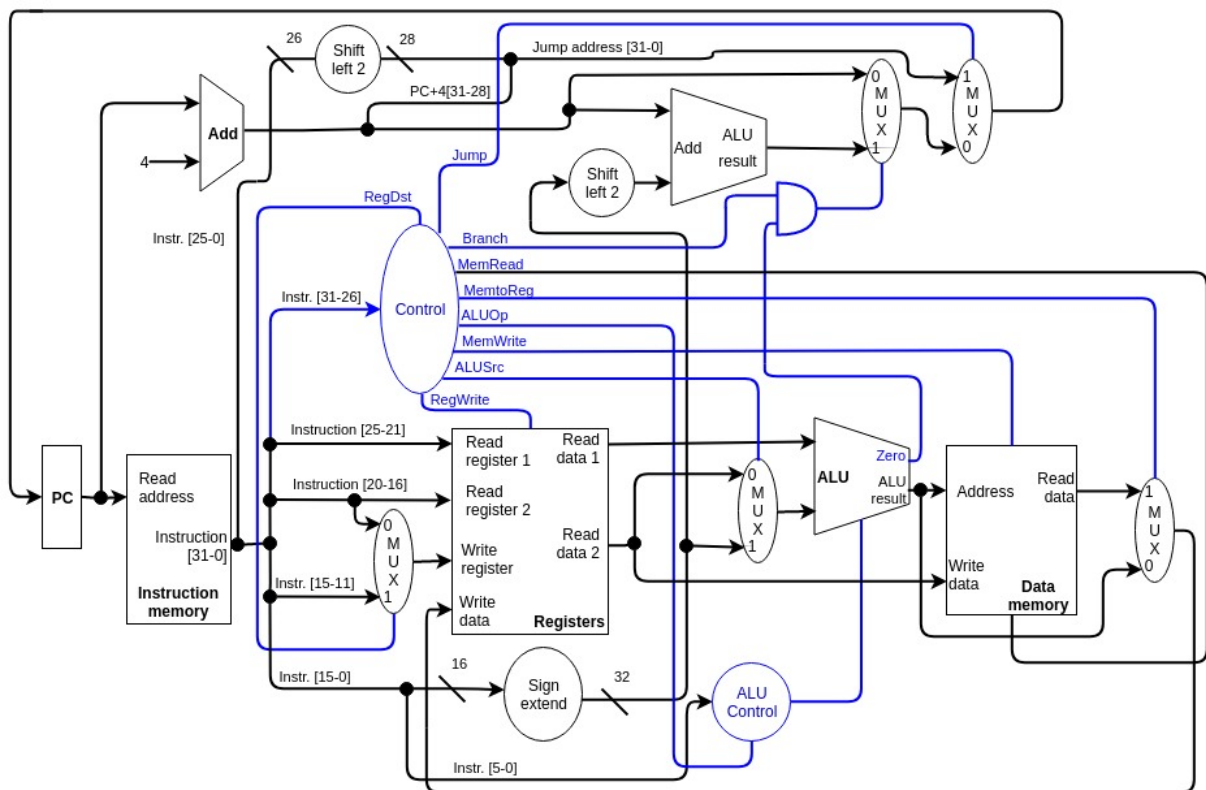 26
Shift
left 2
28
Jump address [31-0]
PC+4[31-28]
Add
4
Jump
RegDst
Instr. [25-0]
Shift
left 2
Add
ALU
result
0
M
U
X
1
1
M
U
X
0
Branch
MemRead
MemtoReg
ALUOp
MemWrite
ALUSrc
RegWrite
Instr. [31-26]
Control
PC
Read
address
Instruction
[31-0]
Instruction
memory
Instruction [25-21]
Instruction [20-16]
Instr. [15-11]
0
M
U
X
1
Read
register 1
Read
register 2
Write
register
Write
data
Read
data 1
Read
data 2
Registers
0
M
U
X
1
ALU
Zero
ALU
result
Address
Write
data
Read
data
Data
memory
1
M
U
X
0
Instr. [15-0]
16
Sign
extend
32
ALU
Control
Instr. [5-0]